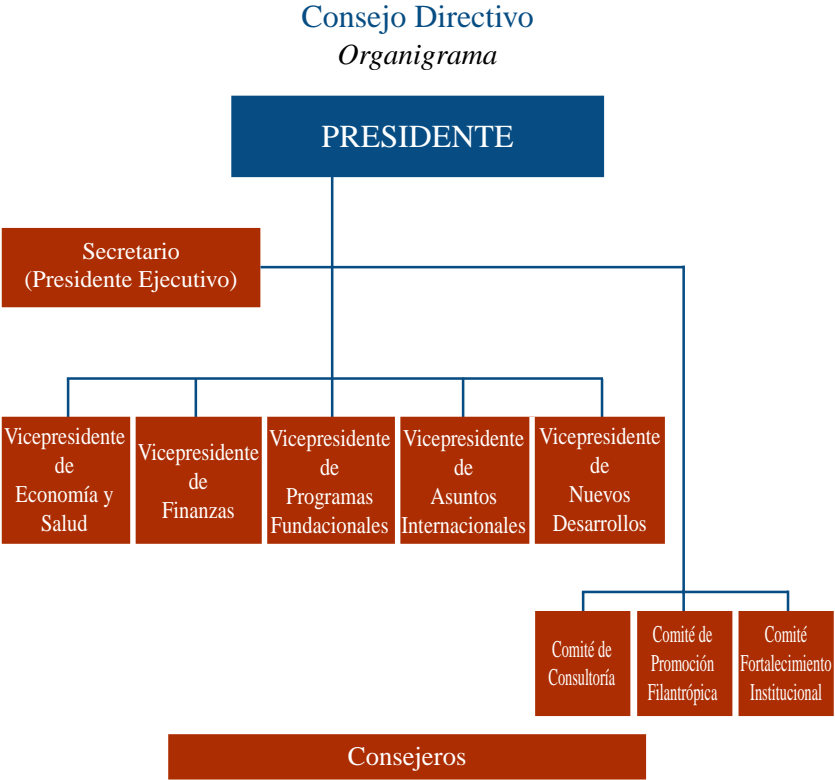 Consejo Directivo
Organigrama
PRESIDENTE
Secretario
(Presidente Ejecutivo)
Vicepresidente
de
Economía y
Salud
Vicepresidente
de
Finanzas
Vicepresidente
de
Programas
Fundacionales
Vicepresidente
de
Asuntos
Internacionales
Vicepresidente
de
Nuevos
Desarrollos
Comité de
Consultoría
Comité de
Promoción
Filantrópica
Comité
Fortalecimiento
Institucional
Consejeros